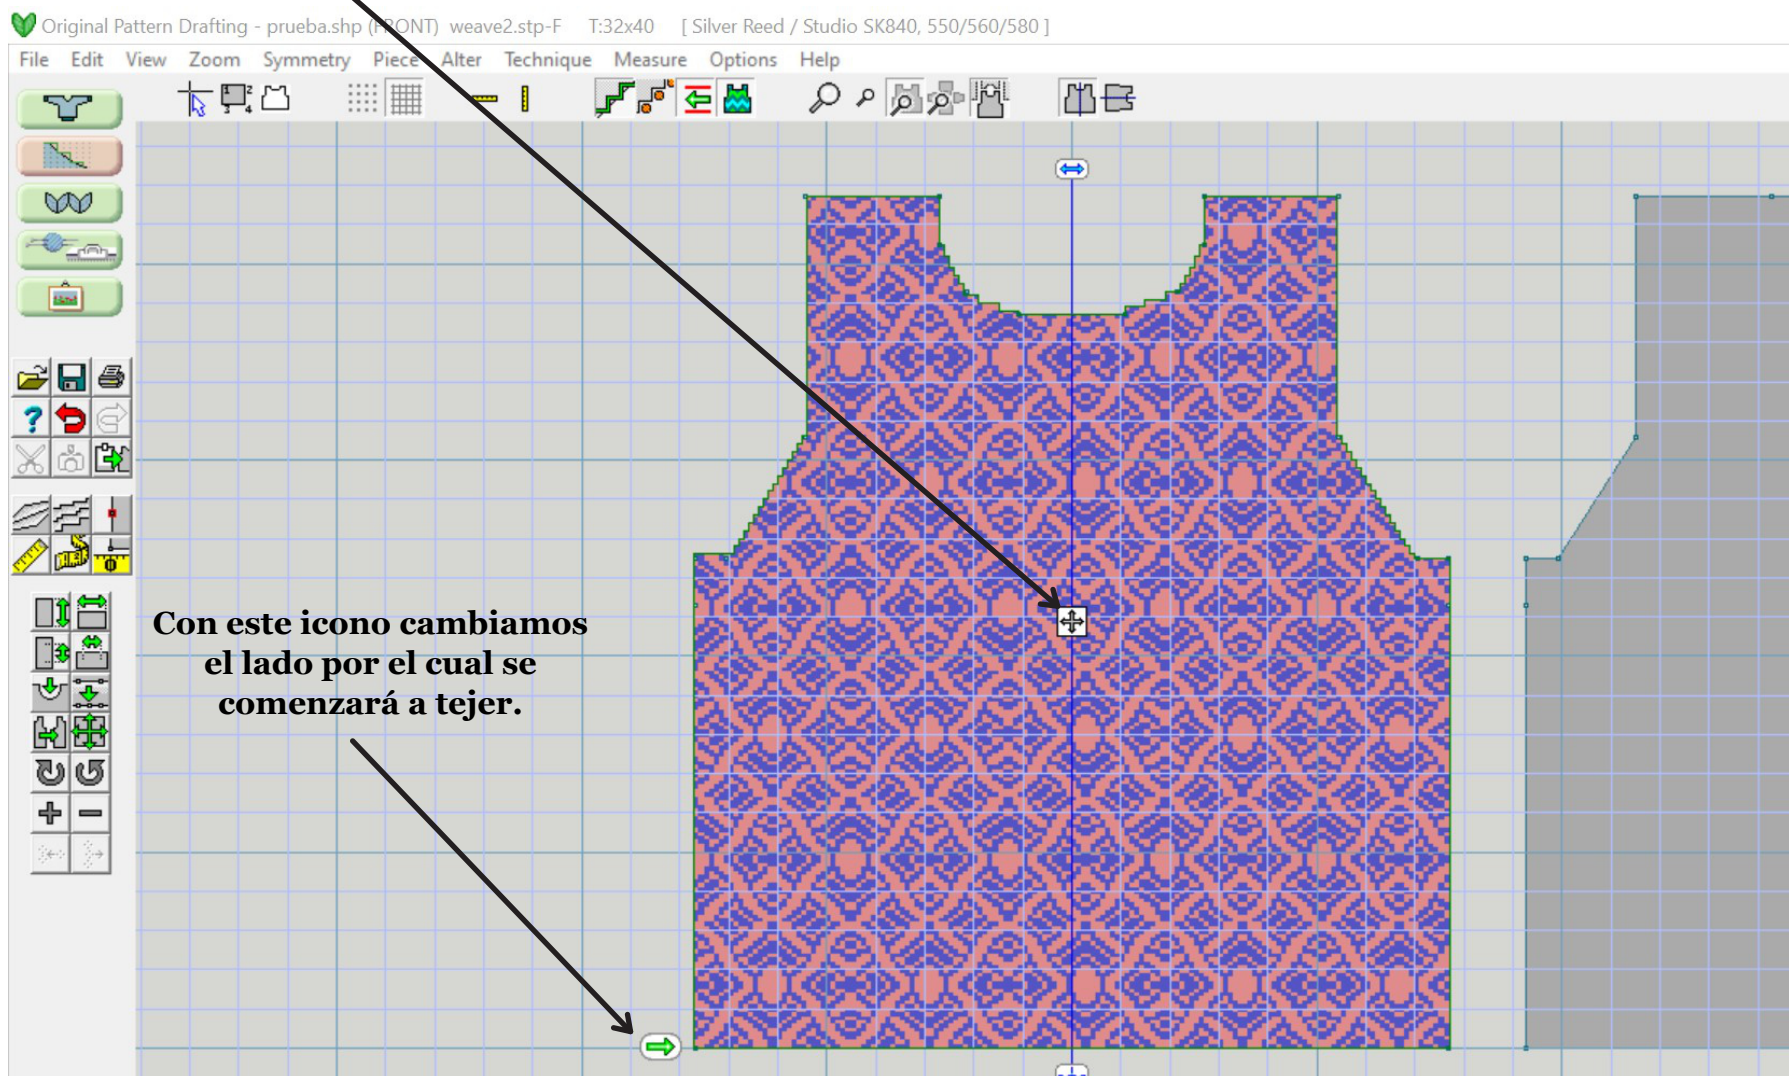 Original Pattern Drafting - prueba.shp (FRONT) weave2.stp-F T:32x40 [ Silver Reed / Studio SK840, 550/560/580 ]
File Edit View Zoom Symmetry Piece Alter Technique Measure Options Help
Con este icono cambiamos
el lado por el cual se
comenzará a tejer.